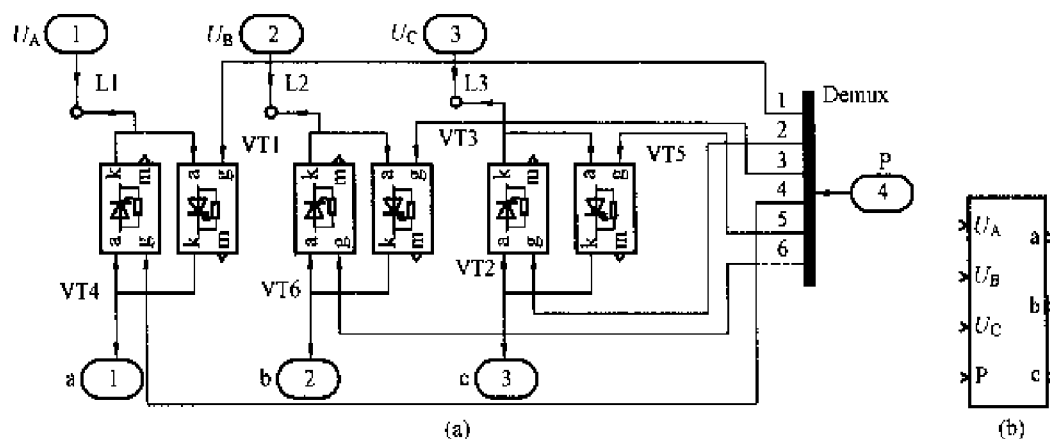 U_A 1 U_B 2 U_C 3
L1 L2 L3
1 Demux
2
VT1 VT3 3 VT5 P
k m a g k m a g k m a g
4 4
5
a g k m a g k m a g k m
6
VT4 VT6 VT2
a 1 b 2 c 3
(a)
U_A a
U_B
b
U_C
P c
(b)